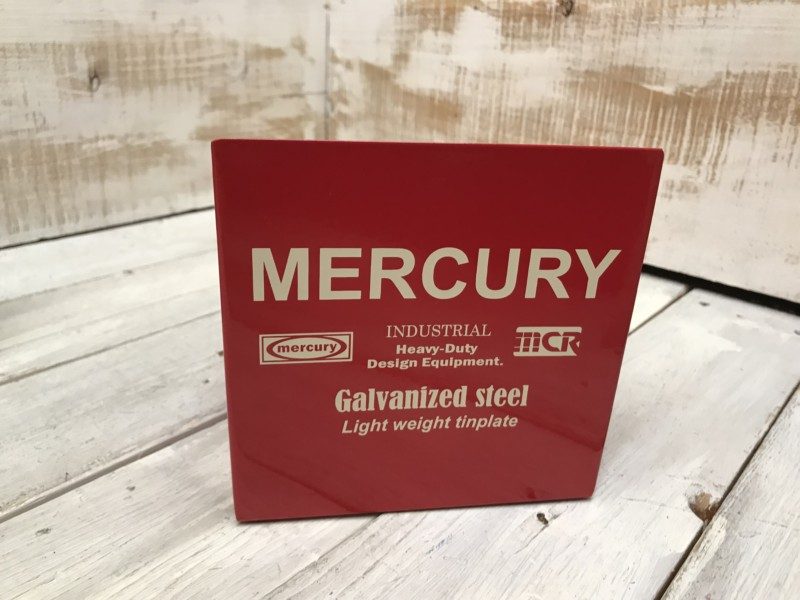 MERCURY
mercury
INDUSTRIAL
Heavy-Duty
Design Equipment.
MCR
Galvanized steel
Light weight tinplate